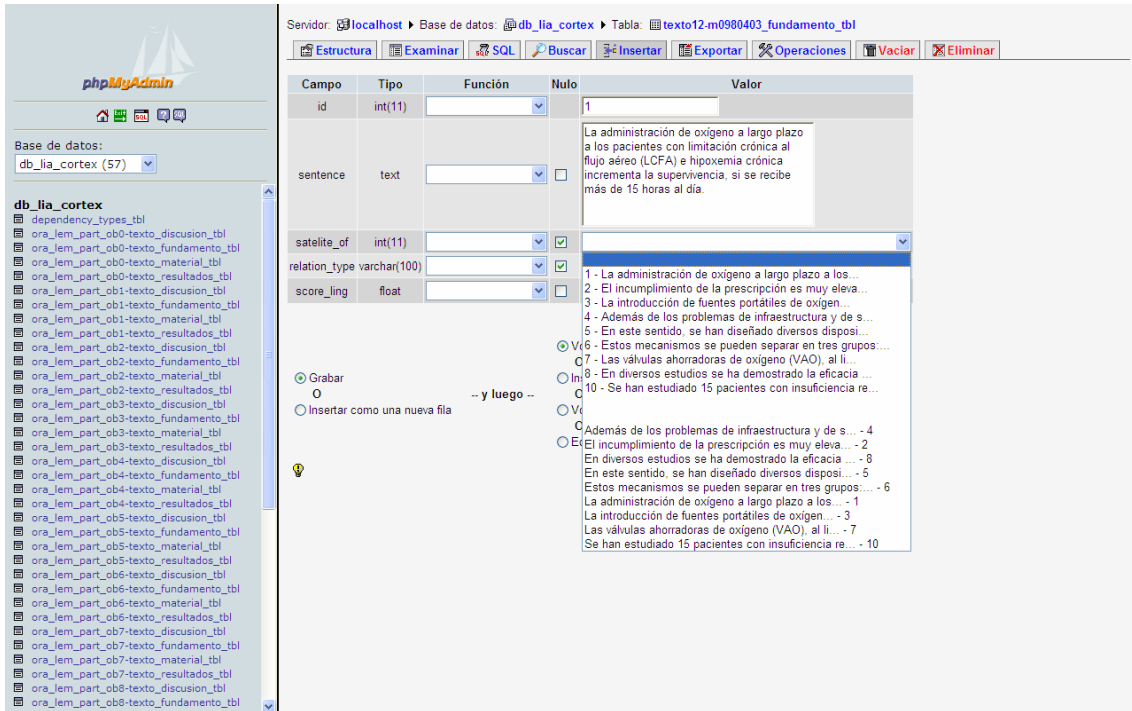 phpMyAdmin
SQL
SQL
Base de datos:
db_lia_cortex (57)
db_lia_cortex
dependency_types_tbl
ora_lem_part_ob0-texto_discusion_tbl
ora_lem_part_ob0-texto_fundamento_tbl
ora_lem_part_ob0-texto_material_tbl
ora_lem_part_ob0-texto_resultados_tbl
ora_lem_part_ob1-texto_discusion_tbl
ora_lem_part_ob1-texto_fundamento_tbl
ora_lem_part_ob1-texto_material_tbl
ora_lem_part_ob1-texto_resultados_tbl
ora_lem_part_ob2-texto_discusion_tbl
ora_lem_part_ob2-texto_fundamento_tbl
ora_lem_part_ob2-texto_material_tbl
ora_lem_part_ob2-texto_resultados_tbl
ora_lem_part_ob3-texto_discusion_tbl
ora_lem_part_ob3-texto_fundamento_tbl
ora_lem_part_ob3-texto_material_tbl
ora_lem_part_ob3-texto_resultados_tbl
ora_lem_part_ob4-texto_discusion_tbl
ora_lem_part_ob4-texto_fundamento_tbl
ora_lem_part_ob4-texto_material_tbl
ora_lem_part_ob4-texto_resultados_tbl
ora_lem_part_ob5-texto_discusion_tbl
ora_lem_part_ob5-texto_fundamento_tbl
ora_lem_part_ob5-texto_material_tbl
ora_lem_part_ob5-texto_resultados_tbl
ora_lem_part_ob6-texto_discusion_tbl
ora_lem_part_ob6-texto_fundamento_tbl
ora_lem_part_ob6-texto_material_tbl
ora_lem_part_ob6-texto_resultados_tbl
ora_lem_part_ob7-texto_discusion_tbl
ora_lem_part_ob7-texto_fundamento_tbl
ora_lem_part_ob7-texto_material_tbl
ora_lem_part_ob7-texto_resultados_tbl
ora_lem_part_ob8-texto_discusion_tbl
ora_lem_part_ob8-texto_fundamento_tbl
Servidor: localhost ▸ Base de datos: db_lia_cortex ▸ Tabla: texto12-m0980403_fundamento_tbl
Estructura Examinar SQL Buscar Insertar Exportar Operaciones Vaciar Eliminar
Campo Tipo Función Nulo Valor
id int(11) 1
sentence text
La administración de oxígeno a largo plazo
a los pacientes con limitación crónica al
flujo aéreo (LCFA) e hipoxemia crónica
incrementa la supervivencia, si se recibe
más de 15 horas al día.
satelite_of int(11)
relation_type varchar(100)
score_ling float
1 - La administración de oxígeno a largo plazo a los...
2 - El incumplimiento de la prescripción es muy eleva...
3 - La introducción de fuentes portátiles de oxígen...
4 - Además de los problemas de infraestructura y de s...
5 - En este sentido, se han diseñado diversos disposi...
6 - Estos mecanismos se pueden separar en tres grupos:...
7 - Las válvulas ahorradoras de oxígeno (VAO), al li...
8 - En diversos estudios se ha demostrado la eficacia ...
10 - Se han estudiado 15 pacientes con insuficiencia re...
Además de los problemas de infraestructura y de s... - 4
El incumplimiento de la prescripción es muy eleva... - 2
En diversos estudios se ha demostrado la eficacia ... - 8
En este sentido, se han diseñado diversos disposi... - 5
Estos mecanismos se pueden separar en tres grupos:... - 6
La administración de oxígeno a largo plazo a los... - 1
La introducción de fuentes portátiles de oxígen... - 3
Las válvulas ahorradoras de oxígeno (VAO), al li... - 7
Se han estudiado 15 pacientes con insuficiencia re... - 10
Grabar
O
Insertar como una nueva fila
-- y luego --